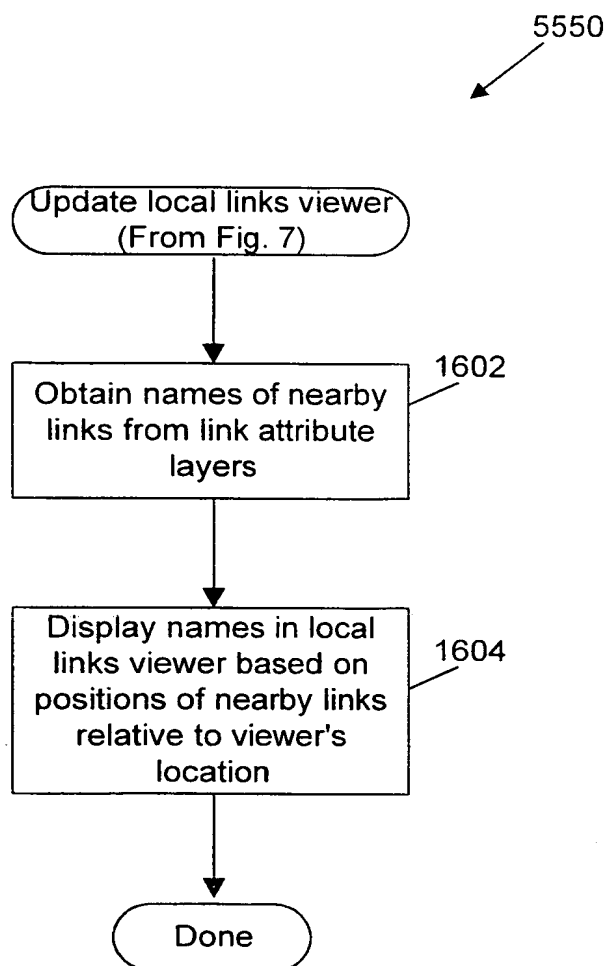 5550
Update local links viewer
(From Fig. 7)
1602
Obtain names of nearby
links from link attribute
layers
1604
Display names in local
links viewer based on
positions of nearby links
relative to viewer's
location
Done